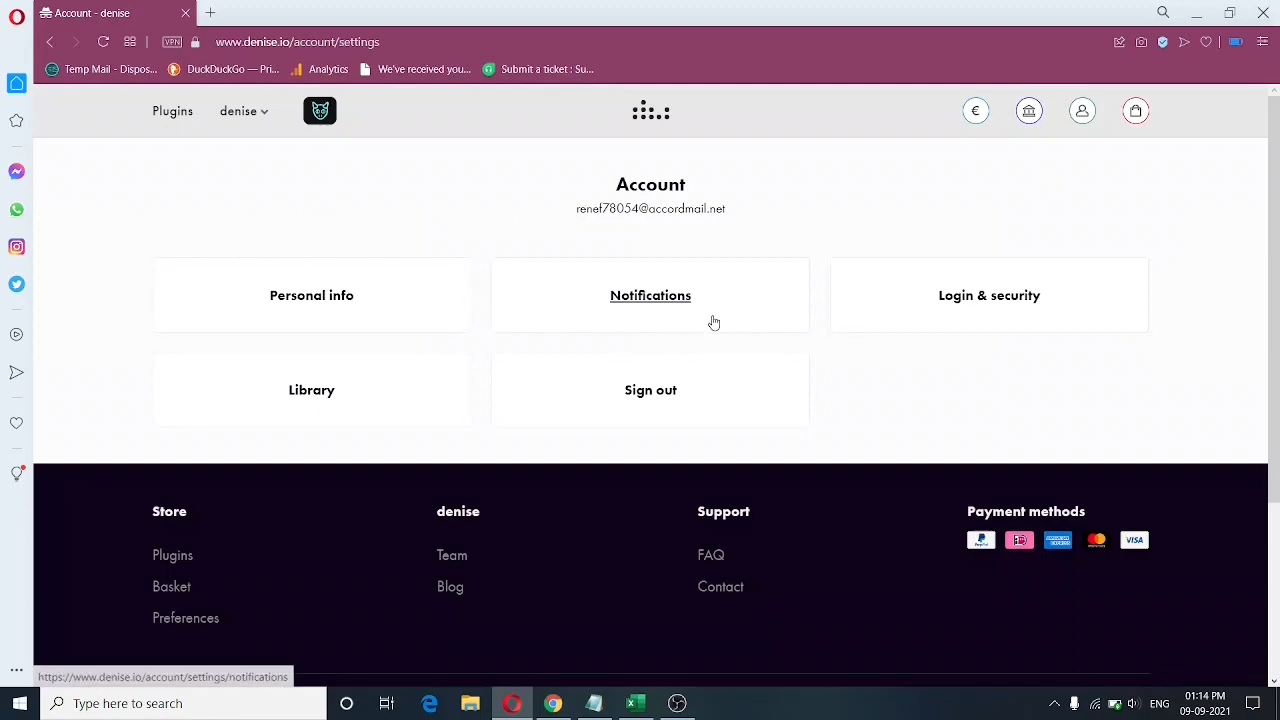 Account - denise
VPN
www.denise.io/account/settings
Temp Mail - Dispos...
DuckDuckGo — Pri...
Analytics
We've received you...
Submit a ticket : Su...
Plugins
denise
€
Account
renef78054@accordmail.net
Personal info
Notifications
Login & security
Library
Sign out
Store
denise
Support
Payment methods
Plugins
Team
FAQ
PayPal
VISA
Basket
Blog
Contact
Preferences
https://www.denise.io/account/settings/notifications
Type here to search
ENG
01:14 PM
09-09-2021